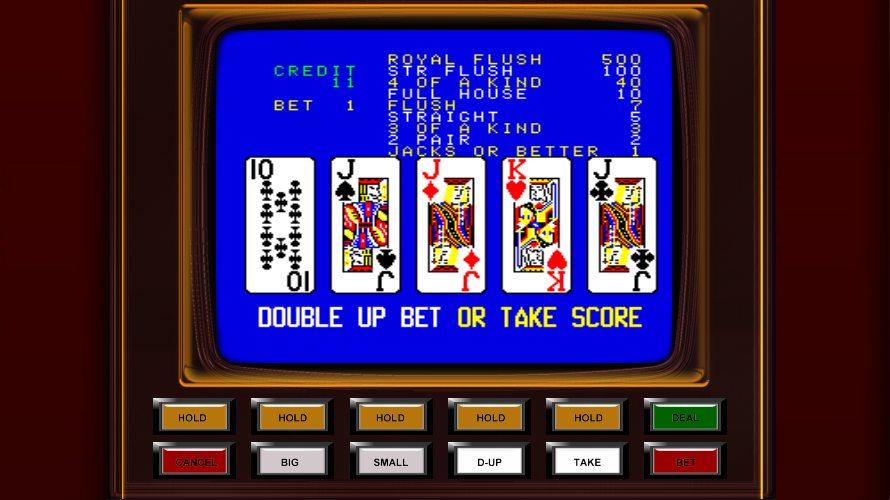 ROYAL FLUSH 500
CREDIT STR FLUSH 100
11 4 OF A KIND 40
FULL HOUSE 10
BET 1 FLUSH 7
STRAIGHT 5
3 OF A KIND 3
2 PAIR 2
JACKS OR BETTER 1
10 J J K J
10 J J K J
DOUBLE UP BET OR TAKE SCORE
HOLD HOLD HOLD HOLD HOLD DEAL
CANCEL BIG SMALL D-UP TAKE BET